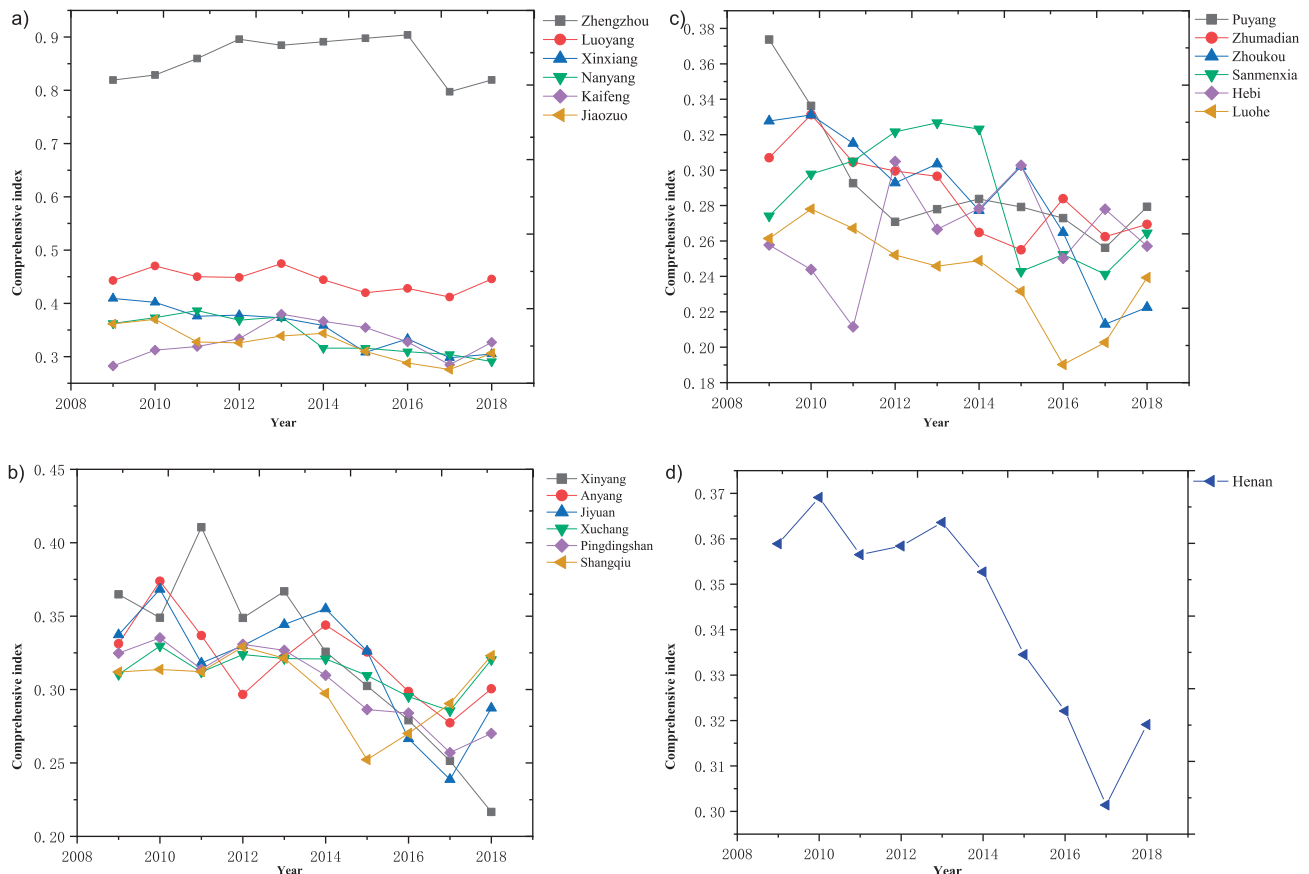 a)
Zhengzhou
Luoyang
Xinxiang
Nanyang
Kaifeng
Jiaozuo
0.9
0.8
0.7
0.6
0.5
0.4
0.3
Comprehensive index
2008 2010 2012 2014 2016 2018
Year
c)
Puyang
Zhumadian
Zhoukou
Sanmenxia
Hebi
Luohe
0.38
0.36
0.34
0.32
0.30
0.28
0.26
0.24
0.22
0.20
0.18
Comprehensive index
2008 2010 2012 2014 2016 2018
Year
b)
Xinyang
Anyang
Jiyuan
Xuchang
Pingdingshan
Shangqiu
0.45
0.40
0.35
0.30
0.25
0.20
Comprehensive index
2008 2010 2012 2014 2016 2018
Year
d)
Henan
0.37
0.36
0.35
0.34
0.33
0.32
0.31
0.30
Comprehensive index
2008 2010 2012 2014 2016 2018
Year